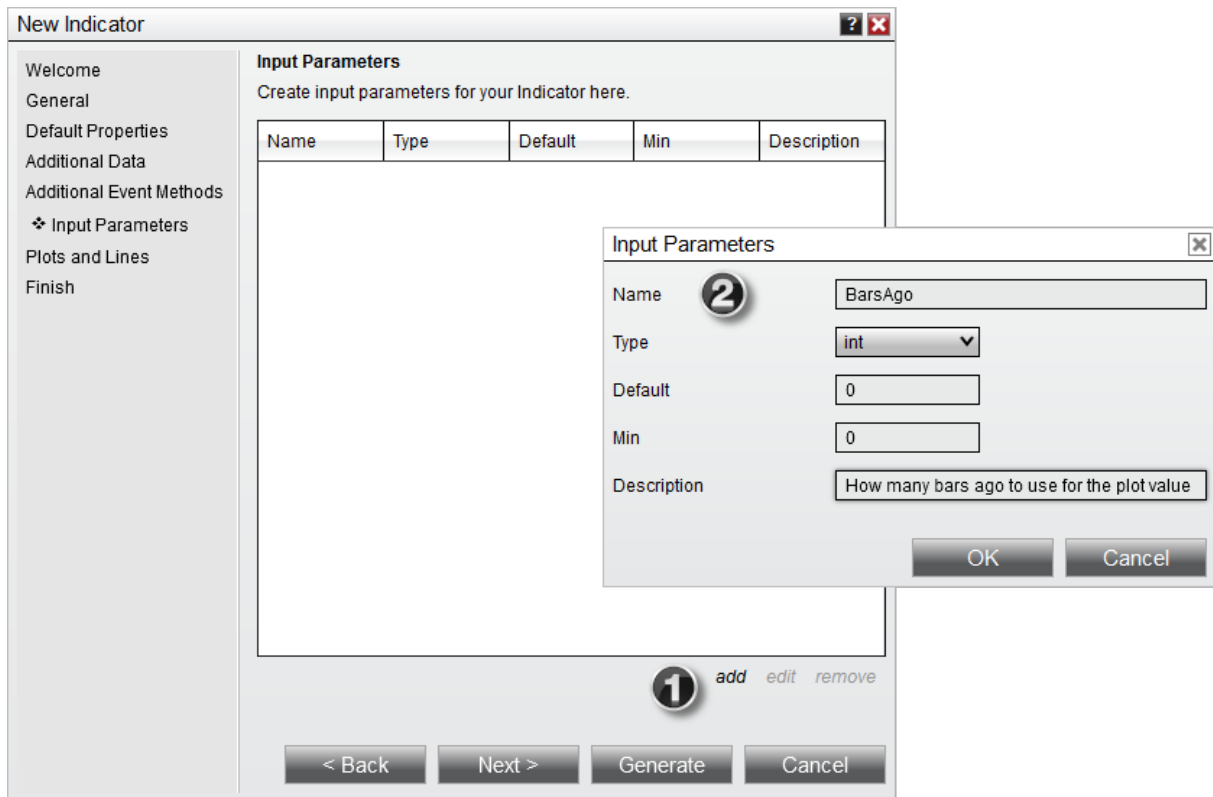 New Indicator
?
Welcome
General
Default Properties
Additional Data
Additional Event Methods
Input Parameters
Plots and Lines
Finish
Input Parameters
Create input parameters for your Indicator here.
Name Type Default Min Description
Input Parameters
2
Name BarsAgo
Type int
Default 0
Min 0
Description How many bars ago to use for the plot value
OK Cancel
1 add edit remove
< Back Next > Generate Cancel